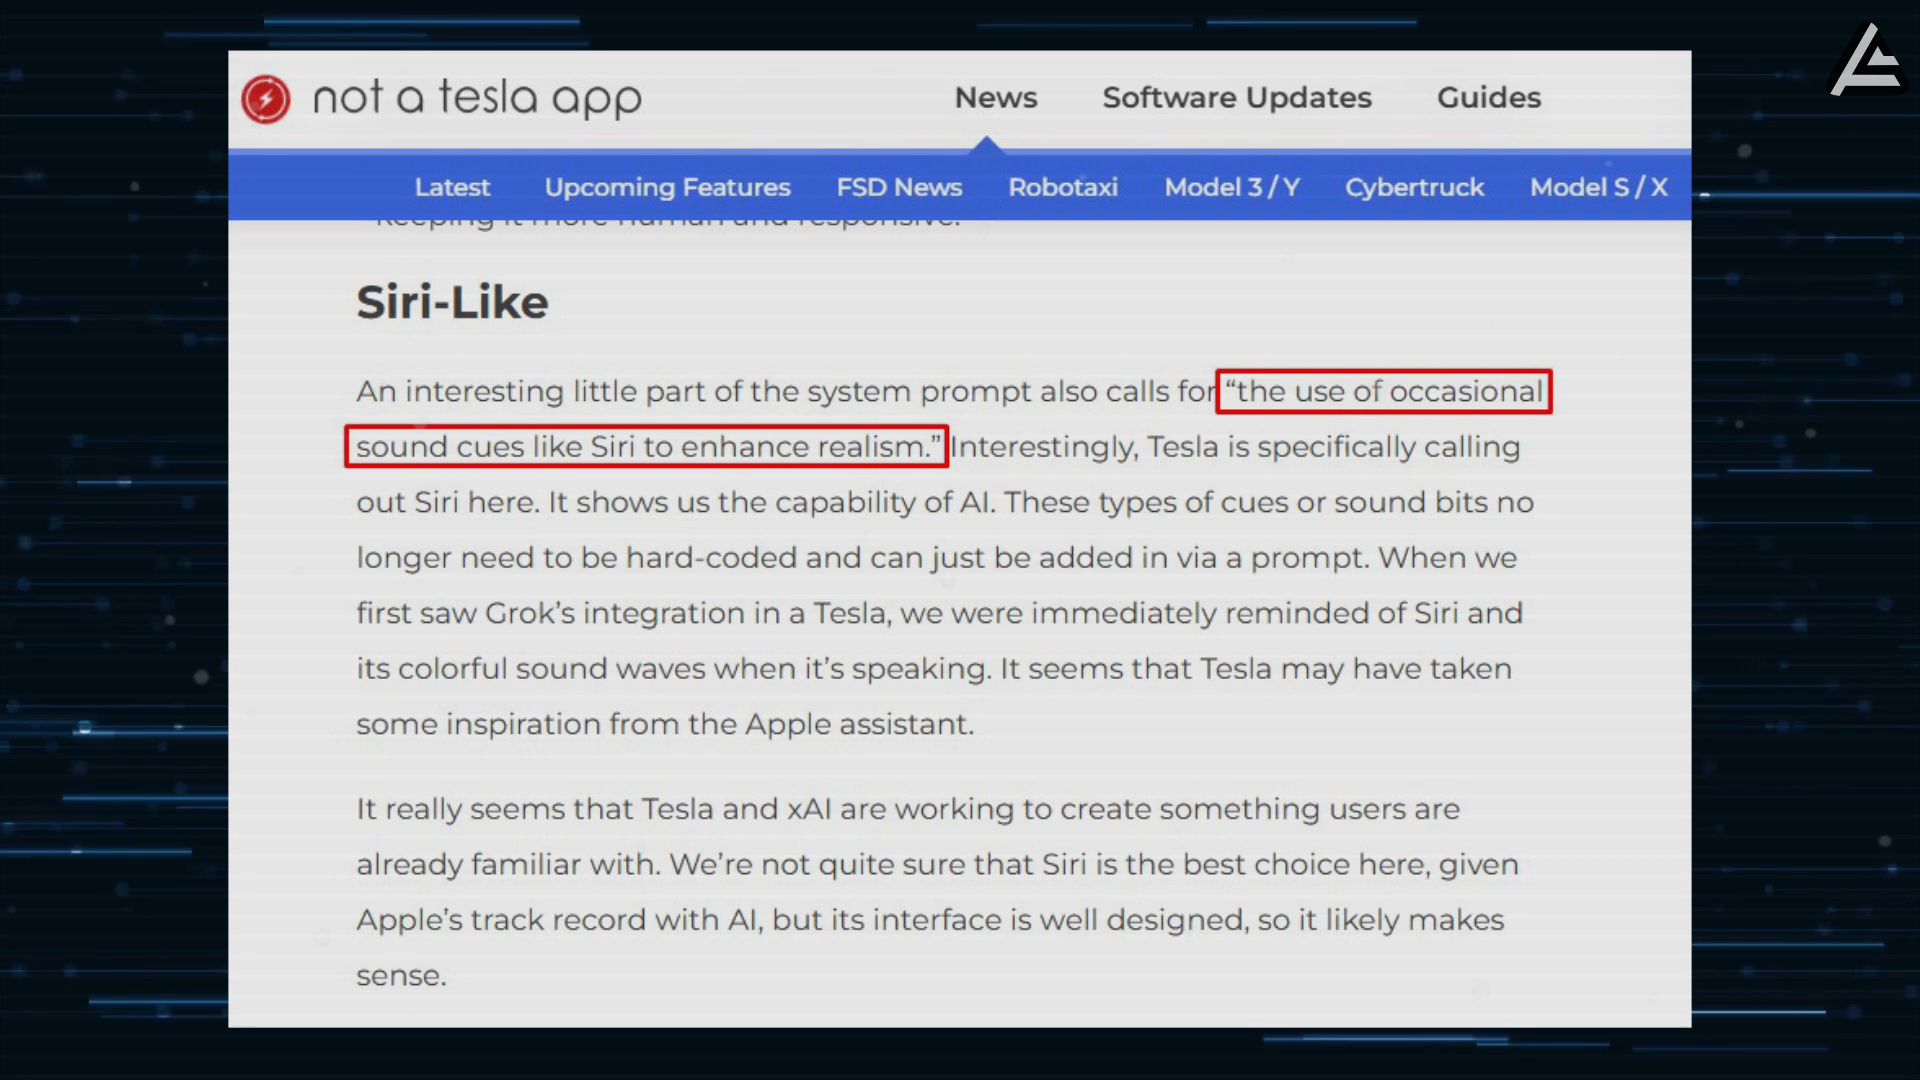 not a tesla app
News Software Updates Guides
Latest Upcoming Features FSD News Robotaxi Model 3 / Y Cybertruck Model S / X
keeping it more human and responsive.
Siri-Like
An interesting little part of the system prompt also calls for “the use of occasional
sound cues like Siri to enhance realism.” Interestingly, Tesla is specifically calling
out Siri here. It shows us the capability of AI. These types of cues or sound bits no
longer need to be hard-coded and can just be added in via a prompt. When we
first saw Grok’s integration in a Tesla, we were immediately reminded of Siri and
its colorful sound waves when it’s speaking. It seems that Tesla may have taken
some inspiration from the Apple assistant.
It really seems that Tesla and xAI are working to create something users are
already familiar with. We’re not quite sure that Siri is the best choice here, given
Apple’s track record with AI, but its interface is well designed, so it likely makes
sense.